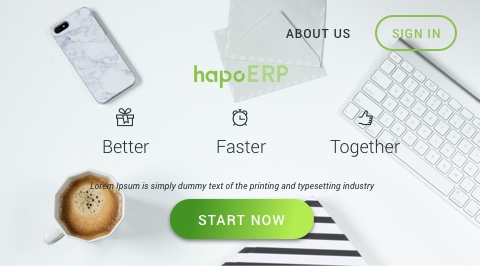 ABOUT US
SIGN IN
hapoERP
Better
Faster
Together
Lorem Ipsum is simply dummy text of the printing and typesetting industry
START NOW